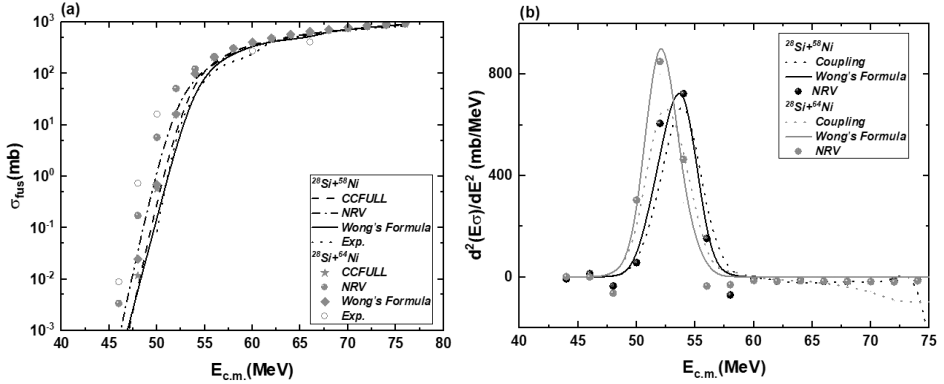 (a)
σfus(mb)
10³
10²
10¹
10⁰
10⁻¹
10⁻²
10⁻³
²⁸Si+⁵⁸Ni
CCFULL
NRV
Wong's Formula
Exp.
²⁸Si+⁶⁴Ni
CCFULL
NRV
Wong's Formula
Exp.
40 45 50 55 60 65 70 75 80
Ec.m.(MeV)
(b)
d²(Eσ)/dE² (mb/MeV)
800
400
0
²⁸Si+⁵⁸Ni
Coupling
Wong's Formula
NRV
²⁸Si+⁶⁴Ni
Coupling
Wong's Formula
NRV
40 45 50 55 60 65 70 75
Ec.m.(MeV)